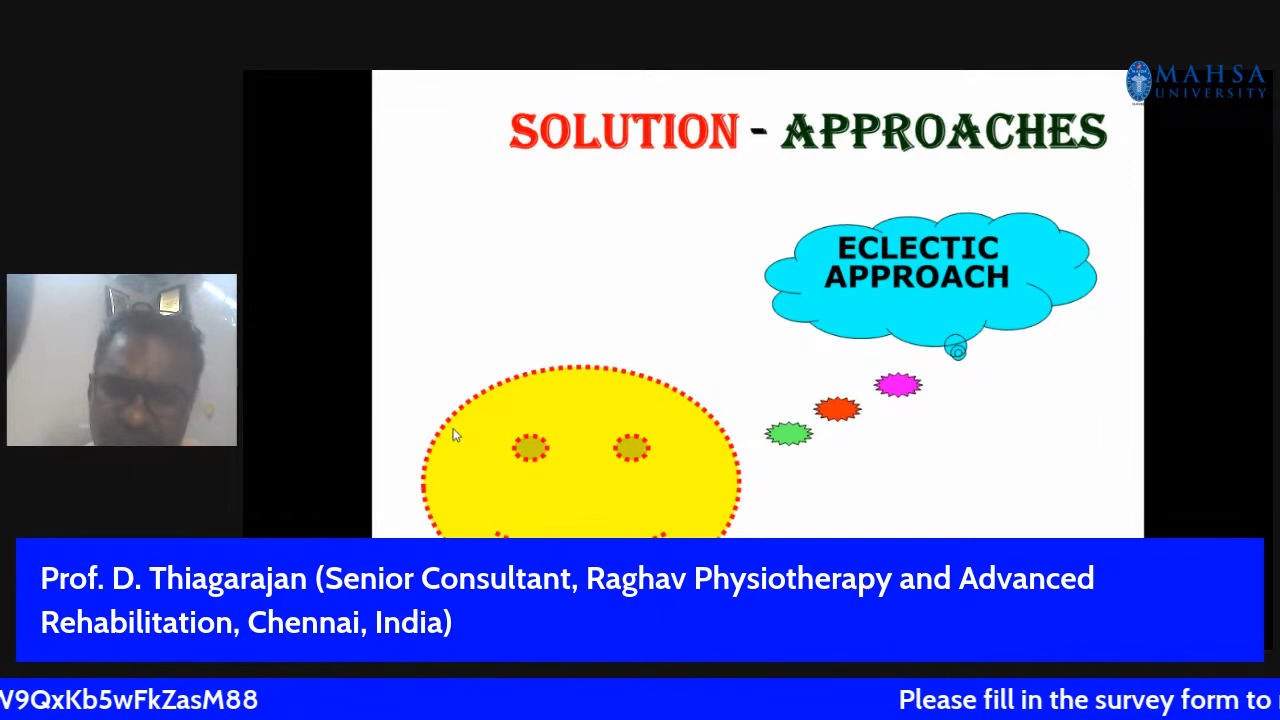 MAHSA
UNIVERSITY
SOLUTION - APPROACHES
ECLECTIC
APPROACH
Prof. D. Thiagarajan (Senior Consultant, Raghav Physiotherapy and Advanced
Rehabilitation, Chennai, India)
W9QxKb5wFkZasM88 Please fill in the survey form to